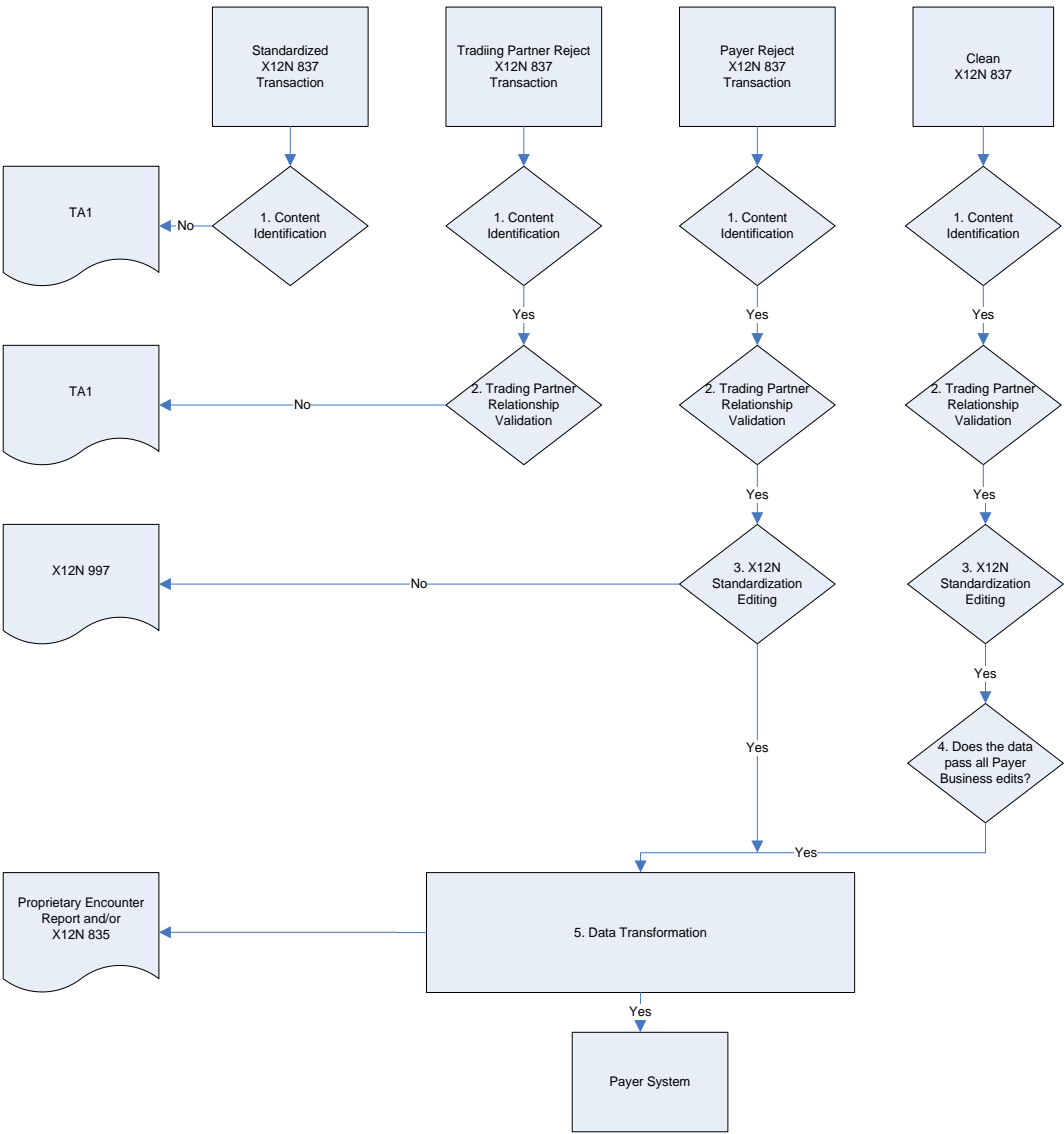 Standardized
X12N 837
Transaction
Tradiing Partner Reject
X12N 837
Transaction
Payer Reject
X12N 837
Transaction
Clean
X12N 837
TA1
No
1. Content
Identification
1. Content
Identification
1. Content
Identification
1. Content
Identification
Yes
Yes
Yes
TA1
No
2. Trading Partner
Relationship
Validation
2. Trading Partner
Relationship
Validation
2. Trading Partner
Relationship
Validation
Yes
Yes
X12N 997
No
3. X12N
Standardization
Editing
3. X12N
Standardization
Editing
Yes
Yes
4. Does the data
pass all Payer
Business edits?
Yes
Proprietary Encounter
Report and/or
X12N 835
5. Data Transformation
Yes
Payer System